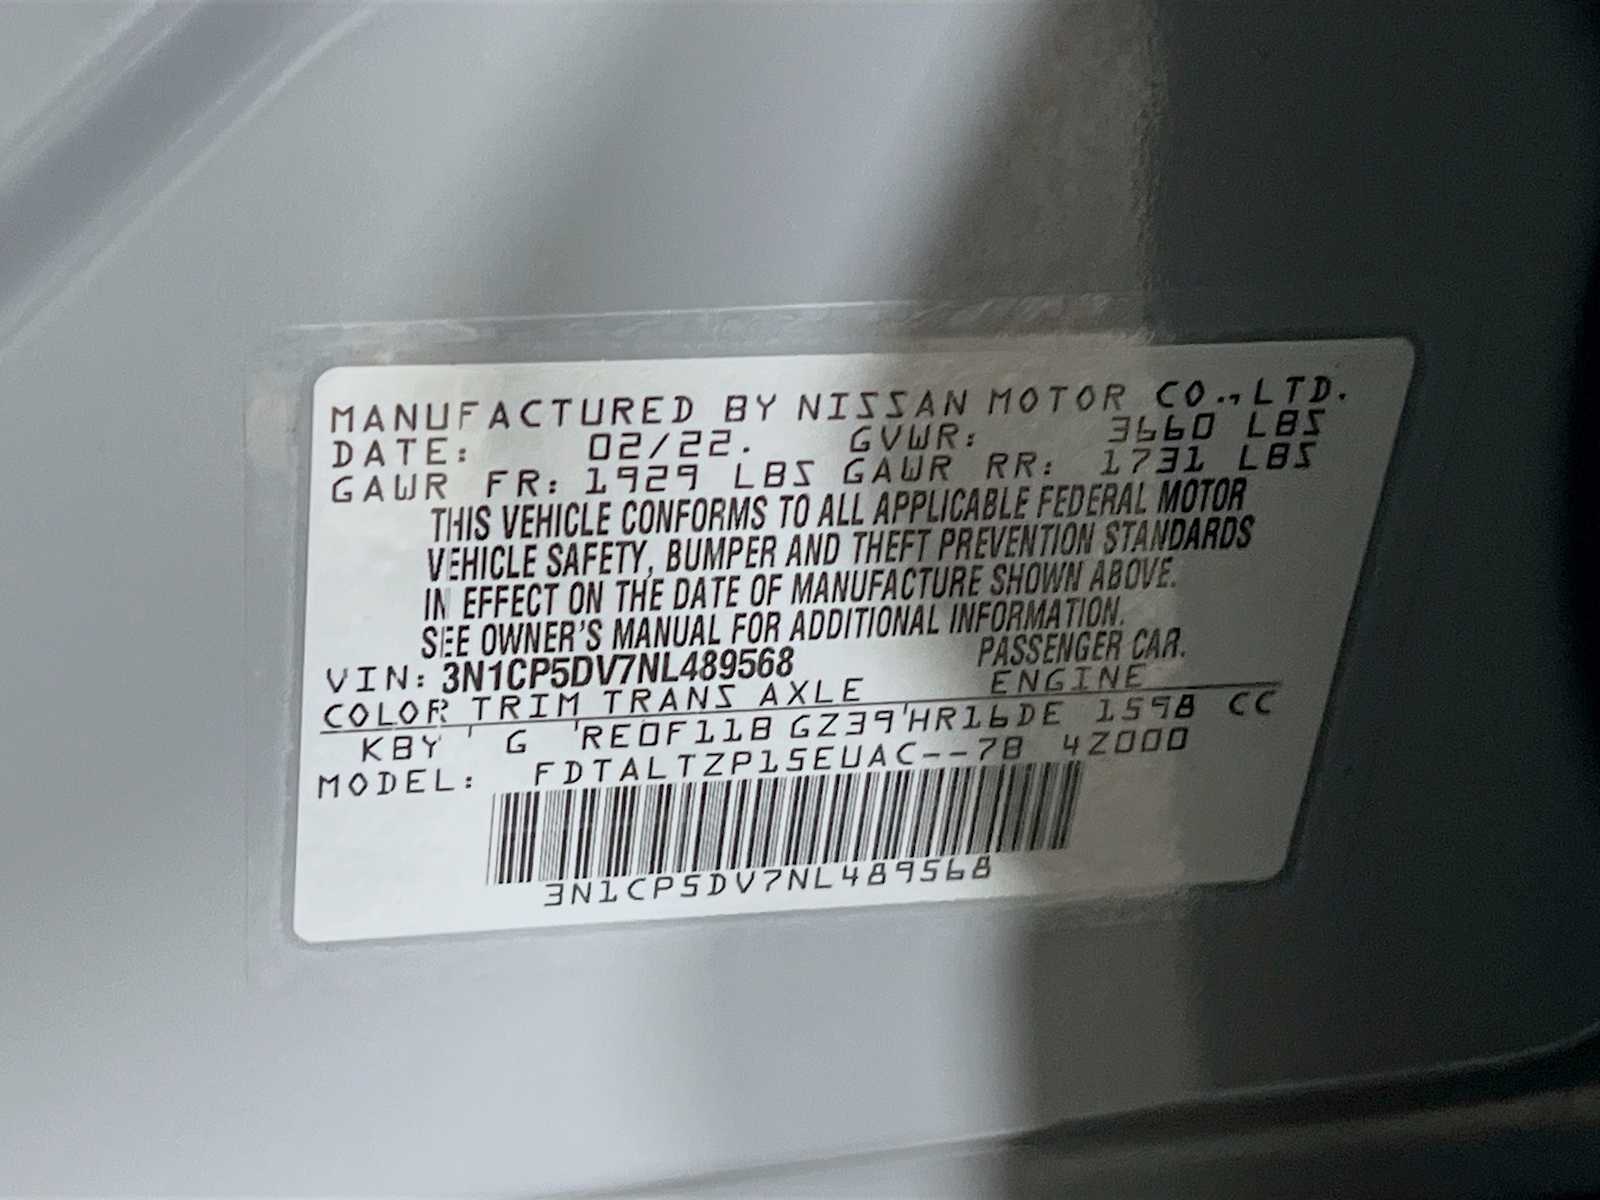 MANUFACTURED BY NISSAN MOTOR CO., LTD.
DATE: 02/22. GVWR: 3660 LBS
GAWR FR: 1929 LBS GAWR RR: 1731 LBS
THIS VEHICLE CONFORMS TO ALL APPLICABLE FEDERAL MOTOR
VEHICLE SAFETY, BUMPER AND THEFT PREVENTION STANDARDS
IN EFFECT ON THE DATE OF MANUFACTURE SHOWN ABOVE.
SEE OWNER'S MANUAL FOR ADDITIONAL INFORMATION.
VIN: 3N1CP5DV7NL489568 PASSENGER CAR.
COLOR TRIM TRANS AXLE ENGINE
KBY G RE0F11B GZ39 HR16DE 1598 CC
MODEL: FDTALTZP15EUAC--7B 4Z000
3N1CP5DV7NL489568